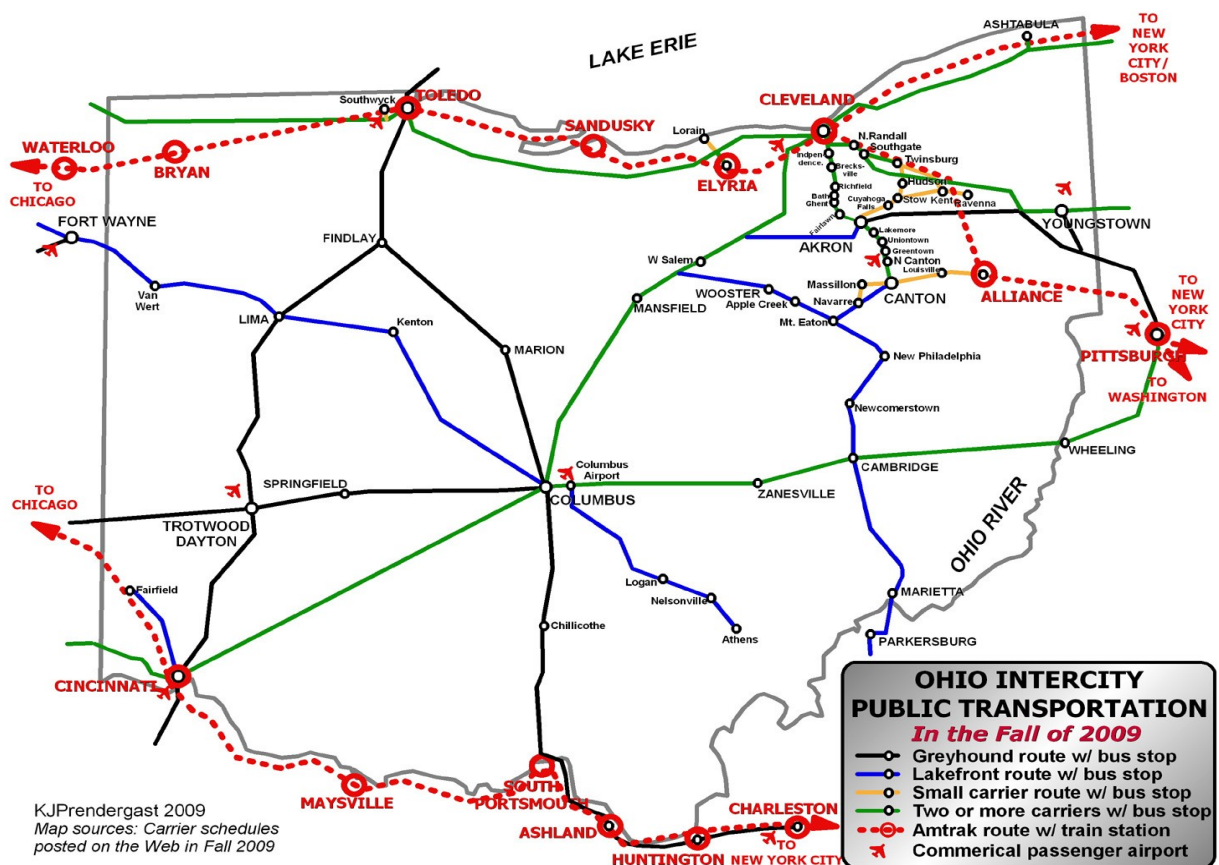 LAKE ERIE
ASHTABULA
TO
NEW
YORK
CITY/
BOSTON
Southwyck
TOLEDO
CLEVELAND
SANDUSKY
Lorain
N.Randall
Southgate
Twinsburg
WATERLOO
BRYAN
ELYRIA
Indpen-
dence.
Brecks-
ville
Richfield
Bath
Ghent
Hudson
TO
CHICAGO
Cuyahoga
Falls
Stow
Kent
Ravenna
FORT WAYNE
Fairlawn
AKRON
YOUNGSTOWN
FINDLAY
Lakemore
Uniontown
Greentown
N Canton
W Salem
Louisville
Van
Wert
WOOSTER
Apple Creek
Massillon
Navarre
CANTON
ALLIANCE
TO
NEW
YORK
CITY
LIMA
Kenton
MANSFIELD
Mt. Eaton
MARION
New Philadelphia
PITTSBURGH
TO
WASHINGTON
Newcomerstown
WHEELING
CAMBRIDGE
Columbus
Airport
COLUMBUS
ZANESVILLE
SPRINGFIELD
TO
CHICAGO
TROTWOOD
DAYTON
OHIO RIVER
Fairfield
Logan
Nelsonville
Athens
MARIETTA
Chillicothe
PARKERSBURG
CINCINNATI
MAYSVILLE
SOUTH
PORTSMOUTH
ASHLAND
HUNTINGTON
CHARLESTON
TO
NEW YORK CITY
OHIO INTERCITY
PUBLIC TRANSPORTATION
In the Fall of 2009
Greyhound route w/ bus stop
Lakefront route w/ bus stop
Small carrier route w/ bus stop
Two or more carriers w/ bus stop
Amtrak route w/ train station
Commerical passenger airport
KJPrendergast 2009
Map sources: Carrier schedules
posted on the Web in Fall 2009